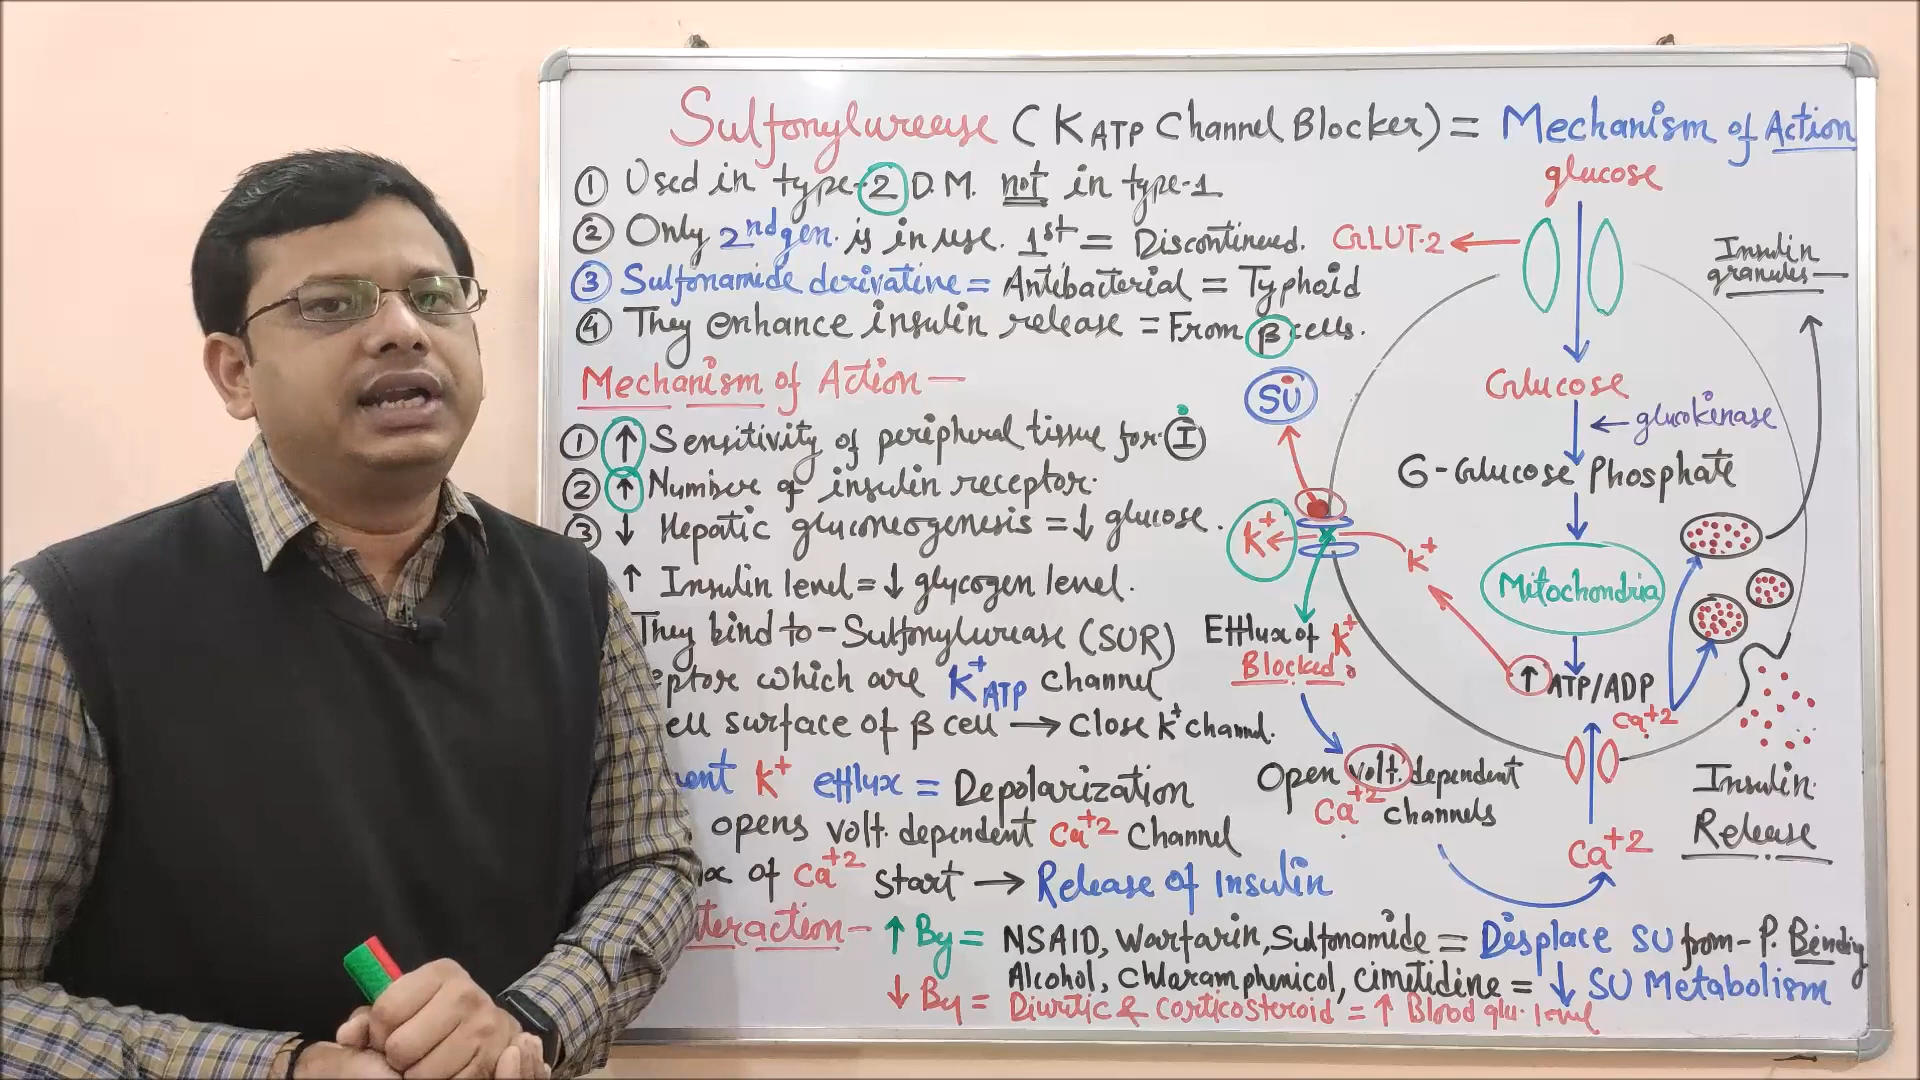 Sulfonylurease (KATP Channel Blocker) = Mechanism of Action
① Used in type-2 D.M. not in type-1
② Only 2nd gen. is in use. 1st = Discontinued.
③ Sulfonamide derivative = Antibacterial = Typhoid
④ They enhance insulin release = From β cells.
Mechanism of Action —
① ↑ Sensitivity of peripheral tissue for I
② ↑ Number of insulin receptor.
③ ↓ Hepatic gluconeogenesis = ↓ glucose.
↑ Insulin level = ↓ glycogen level.
They bind to - Sulfonylurease (SUR)
eptor which are K+ATP channel
ell surface of β cell → Close K+ channel.
ent K+ efflux = Depolarization
opens volt. dependent Ca+2 Channel
of Ca+2 start → Release of Insulin
teraction - ↑ By = NSAID, Warfarin, Sulfonamide = Displace SU from - P. Binding
Alcohol, Chloramphenicol, Cimetidine = ↓ SU Metabolism
↓ By = Diurtic & Corticosteroid = ↑ Blood glu. level
glucose
GLUT-2
Insulin
granules
Glucose
glucokinase
6-Glucose Phosphate
Mitochondria
↑ ATP/ADP
SU
K+
K+
Efflux of K+
Blocked.
Open volt. dependent
Ca+2 channels
Ca+2
Ca+2
Insulin
Release